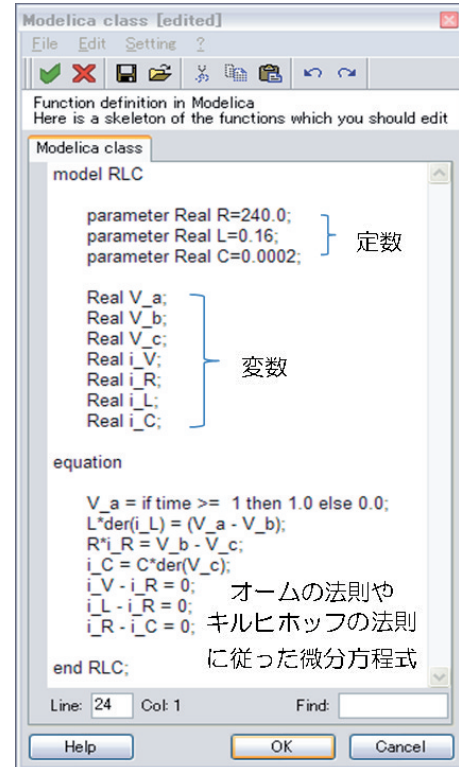 Modelica class [edited]
File Edit Setting ?
Function definition in Modelica
Here is a skeleton of the functions which you should edit
Modelica class
model RLC
parameter Real R=240.0;
parameter Real L=0.16;
parameter Real C=0.0002;
定数
Real V_a;
Real V_b;
Real V_c;
Real i_V;
Real i_R;
Real i_L;
Real i_C;
変数
equation
V_a = if time >= 1 then 1.0 else 0.0;
L*der(i_L) = (V_a - V_b);
R*i_R = V_b - V_c;
i_C = C*der(V_c);
i_V - i_R = 0;
i_L - i_R = 0;
i_R - i_C = 0;
オームの法則や
キルヒホッフの法則
に従った微分方程式
end RLC;
Line: 24 Col: 1 Find:
Help OK Cancel